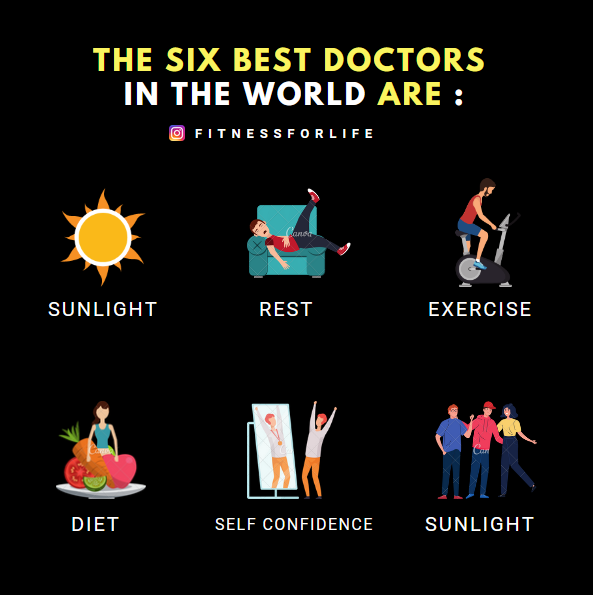 THE SIX BEST DOCTORS
IN THE WORLD ARE :
FITNESSFORLIFE
SUNLIGHT
REST
EXERCISE
DIET
SELF CONFIDENCE
SUNLIGHT